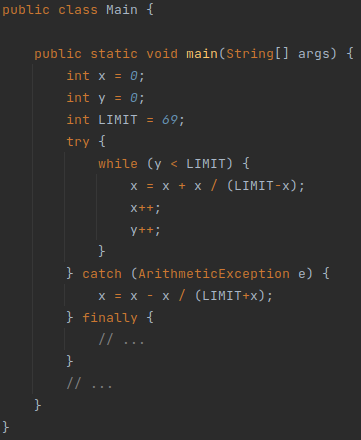 public class Main {
    public static void main(String[] args) {
        int x = 0;
        int y = 0;
        int LIMIT = 69;
        try {
            while (y < LIMIT) {
                x = x + x / (LIMIT-x);
                x++;
                y++;
            }
        } catch (ArithmeticException e) {
            x = x - x / (LIMIT+x);
        } finally {
            // ...
        }
        // ...
    }
}